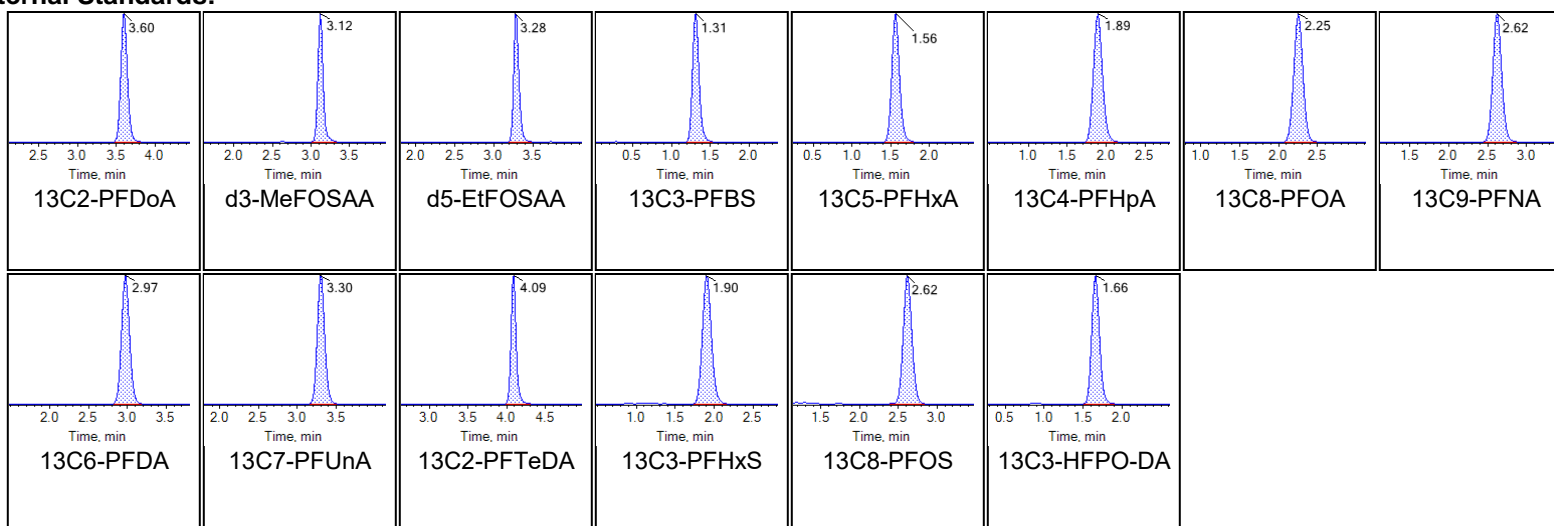 ternal Standards:
3.60
2.5 3.0 3.5 4.0
Time, min
13C2-PFDoA
3.12
2.0 2.5 3.0 3.5
Time, min
d3-MeFOSAA
3.28
2.0 2.5 3.0 3.5
Time, min
d5-EtFOSAA
1.31
0.5 1.0 1.5 2.0
Time, min
13C3-PFBS
1.56
0.5 1.0 1.5 2.0
Time, min
13C5-PFHxA
1.89
1.0 1.5 2.0 2.5
Time, min
13C4-PFHpA
2.25
1.0 1.5 2.0 2.5
Time, min
13C8-PFOA
2.62
1.5 2.0 2.5 3.0
Time, min
13C9-PFNA
2.97
2.0 2.5 3.0 3.5
Time, min
13C6-PFDA
3.30
2.0 2.5 3.0 3.5
Time, min
13C7-PFUnA
4.09
3.0 3.5 4.0 4.5
Time, min
13C2-PFTeDA
1.90
1.0 1.5 2.0 2.5
Time, min
13C3-PFHxS
2.62
1.5 2.0 2.5 3.0
Time, min
13C8-PFOS
1.66
0.5 1.0 1.5 2.0
Time, min
13C3-HFPO-DA